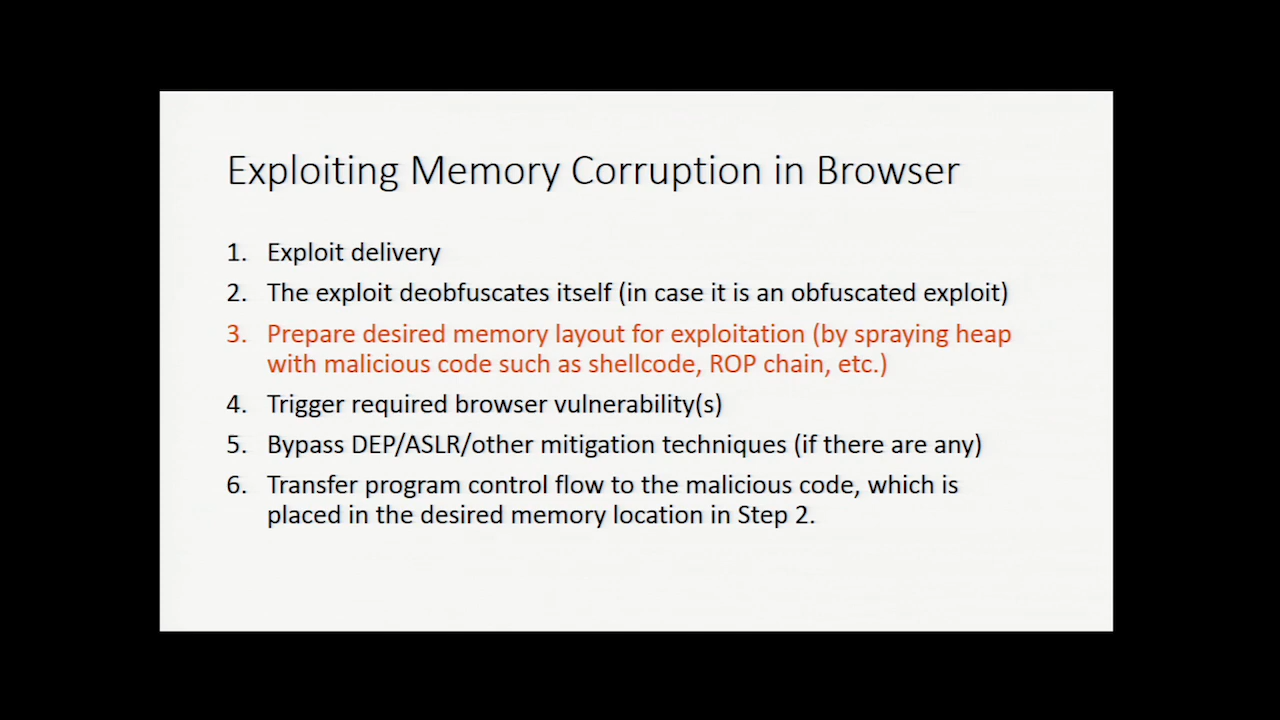 Exploiting Memory Corruption in Browser
1. Exploit delivery
2. The exploit deobfuscates itself (in case it is an obfuscated exploit)
3. Prepare desired memory layout for exploitation (by spraying heap
with malicious code such as shellcode, ROP chain, etc.)
4. Trigger required browser vulnerability(s)
5. Bypass DEP/ASLR/other mitigation techniques (if there are any)
6. Transfer program control flow to the malicious code, which is
placed in the desired memory location in Step 2.